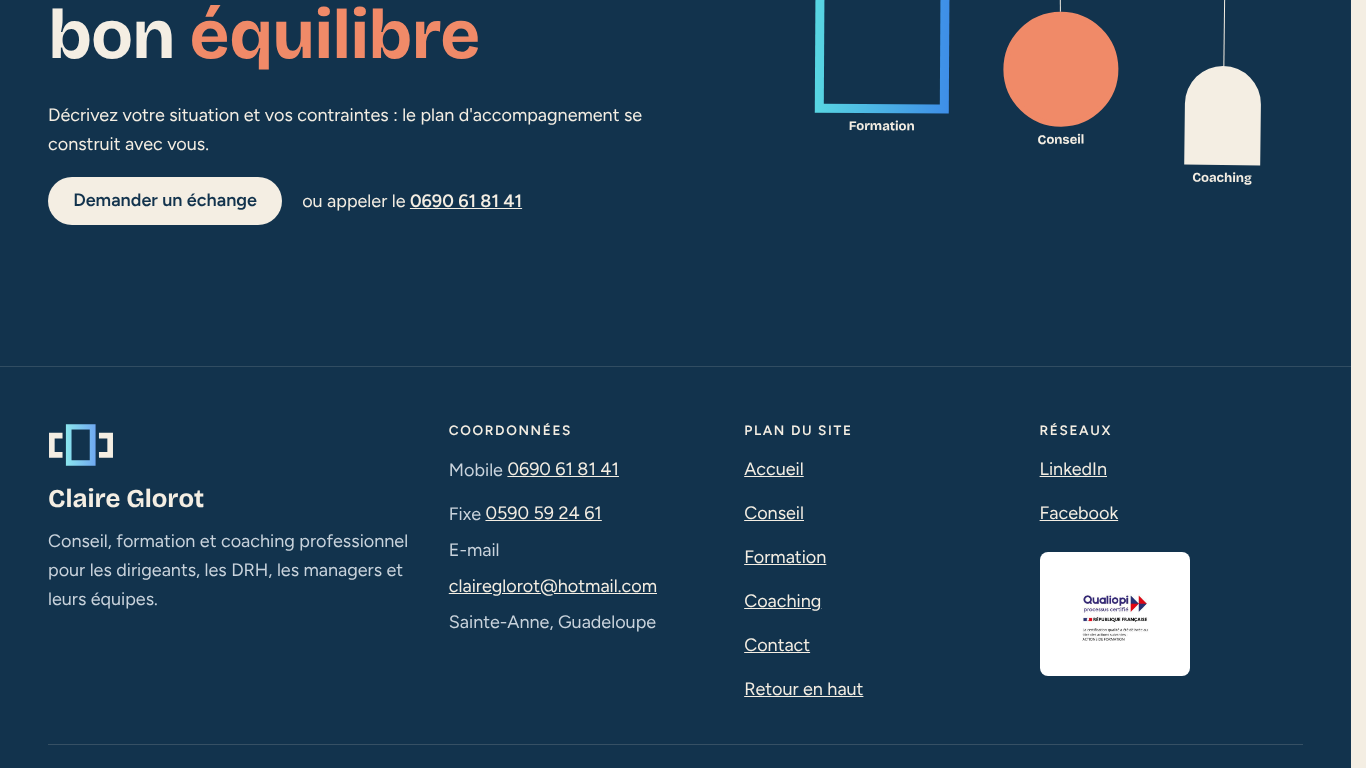 bon équilibre
Décrivez votre situation et vos contraintes : le plan d'accompagnement se
construit avec vous.
Demander un échange
ou appeler le 0690 61 81 41
Formation
Conseil
Coaching
Claire Glorot
Conseil, formation et coaching professionnel
pour les dirigeants, les DRH, les managers et
leurs équipes.
COORDONNÉES
Mobile 0690 61 81 41
Fixe 0590 59 24 61
E-mail
claireglorot@hotmail.com
Sainte-Anne, Guadeloupe
PLAN DU SITE
Accueil
Conseil
Formation
Coaching
Contact
Retour en haut
RÉSEAUX
LinkedIn
Facebook
Qualiopi
processus certifié
RÉPUBLIQUE FRANÇAISE
ACTIONS DE FORMATION